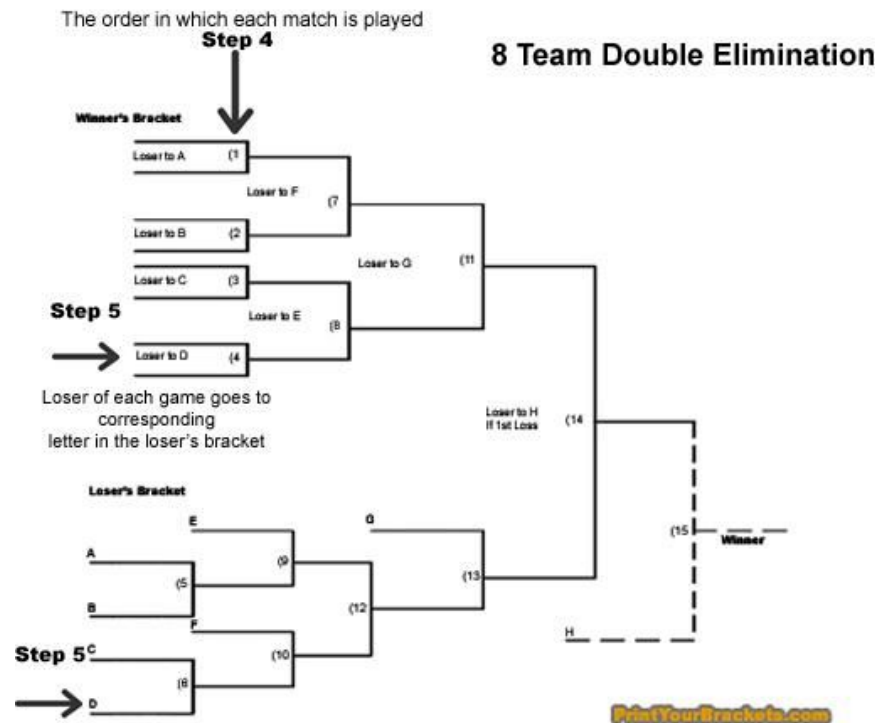 The order in which each match is played
Step 4
8 Team Double Elimination
Winner's Bracket
Loser to A (1
Loser to F (7
Loser to B (2
Loser to G (11
Loser to C (3
Step 5
Loser to E (8
Loser to D (4
Loser of each game goes to
corresponding
letter in the loser's bracket
Loser to H
If 1st Loss
(14
Loser's Bracket
E
G
A
(9
(15
Winner
(5
(13
B
(12
F
H
Step 5
C
(10
(6
D
PrintYourBrackets.com